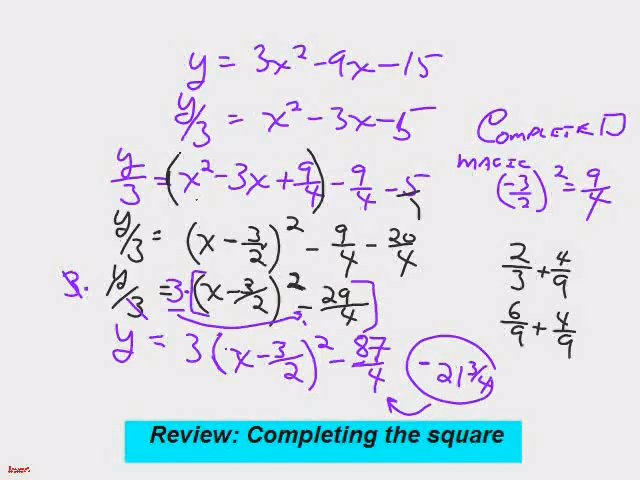 y = 3x² - 9x - 15
y/3 = x² - 3x - 5
COMPLETE □
MAGIC
(-3/2)² = 9/4
y/3 = (x² - 3x + 9/4) - 9/4 - 5/1
y/3 = (x - 3/2)² - 9/4 - 20/4
2/3 + 4/9
3· y/3 = 3·[(x - 3/2)² - 29/4]
6/9 + 4/9
y = 3(x - 3/2)² - 87/4
- 21 3/4
Review: Completing the square